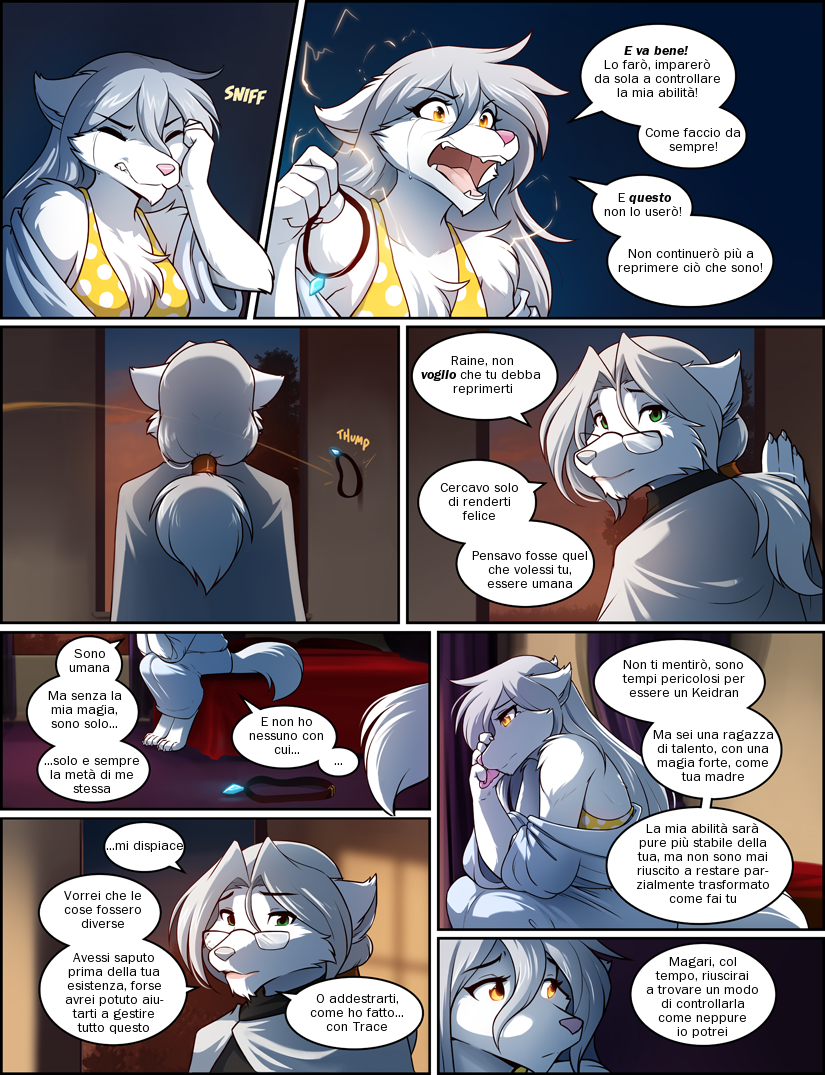 SNIFF
E va bene!
Lo farò, imparerò
da sola a controllare
la mia abilità!
Come faccio da
sempre!
E questo
non lo userò!
Non continuerò più a
reprimere ciò che sono!
THUMP
Raine, non
voglio che tu debba
reprimerti
Cercavo solo
di renderti
felice
Pensavo fosse quel
che volessi tu,
essere umana
Sono
umana
Ma senza la
mia magia,
sono solo...
...solo e sempre
la metà di me
stessa
E non ho
nessuno con
cui...
...
Non ti mentirò, sono
tempi pericolosi per
essere un Keidran
Ma sei una ragazza
di talento, con una
magia forte, come
tua madre
La mia abilità sarà
pure più stabile della
tua, ma non sono mai
riuscito a restare par-
zialmente trasformato
come fai tu
...mi dispiace
Vorrei che le
cose fossero
diverse
Avessi saputo
prima della tua
esistenza, forse
avrei potuto aiu-
tarti a gestire
tutto questo
O addestrarti,
come ho fatto...
con Trace
Magari, col
tempo, riuscirai
a trovare un modo
di controllarla
come neppure
io potrei